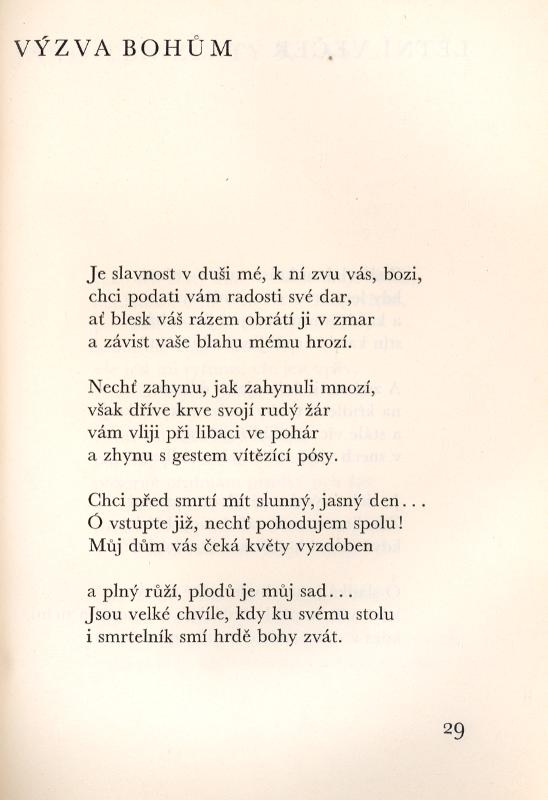 VÝZVA BOHŮM
Je slavnost v duši mé, k ní zvu vás, bozi,
chci podati vám radosti své dar,
ať blesk váš rázem obrátí ji v zmar
a závist vaše blahu mému hrozí.
Nechť zahynu, jak zahynuli mnozí,
však dříve krve svojí rudý žár
vám vliji při libaci ve pohár
a zhynu s gestem vítězící pósy.
Chci před smrtí mít slunný, jasný den...
Ó vstupte již, nechť pohodujem spolu!
Můj dům vás čeká květy vyzdoben
a plný růží, plodů je můj sad...
Jsou velké chvíle, kdy ku svému stolu
i smrtelník smí hrdě bohy zvát.
29